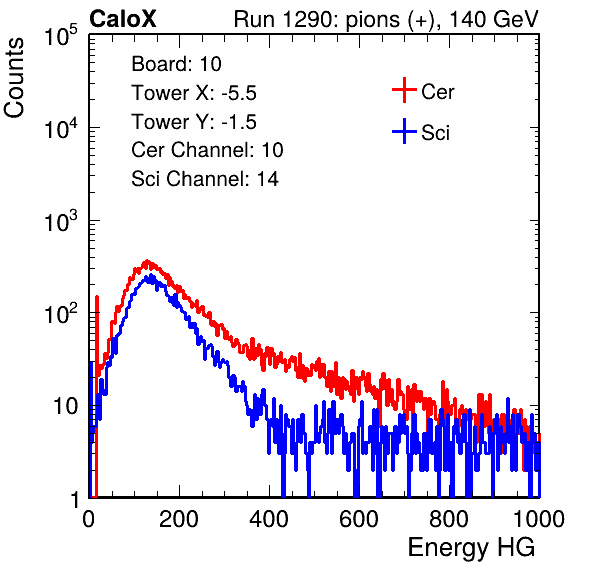 CaloX Run 1290: pions (+), 140 GeV
Counts
Board: 10
Tower X: -5.5
Tower Y: -1.5
Cer Channel: 10
Sci Channel: 14
Cer
Sci
10^5
10^4
10^3
10^2
10
1
0 200 400 600 800 1000
Energy HG